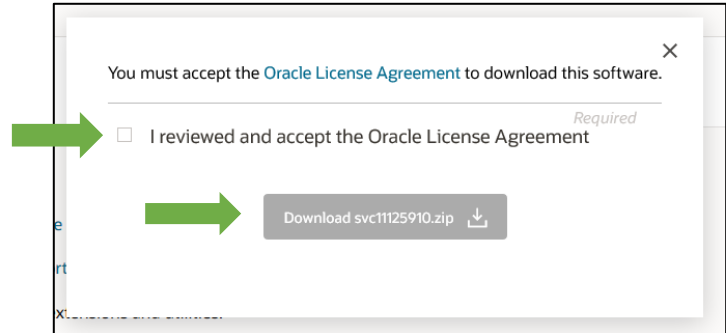 You must accept the Oracle License Agreement to download this software.
Required
I reviewed and accept the Oracle License Agreement
Download svc11125910.zip
e
rt